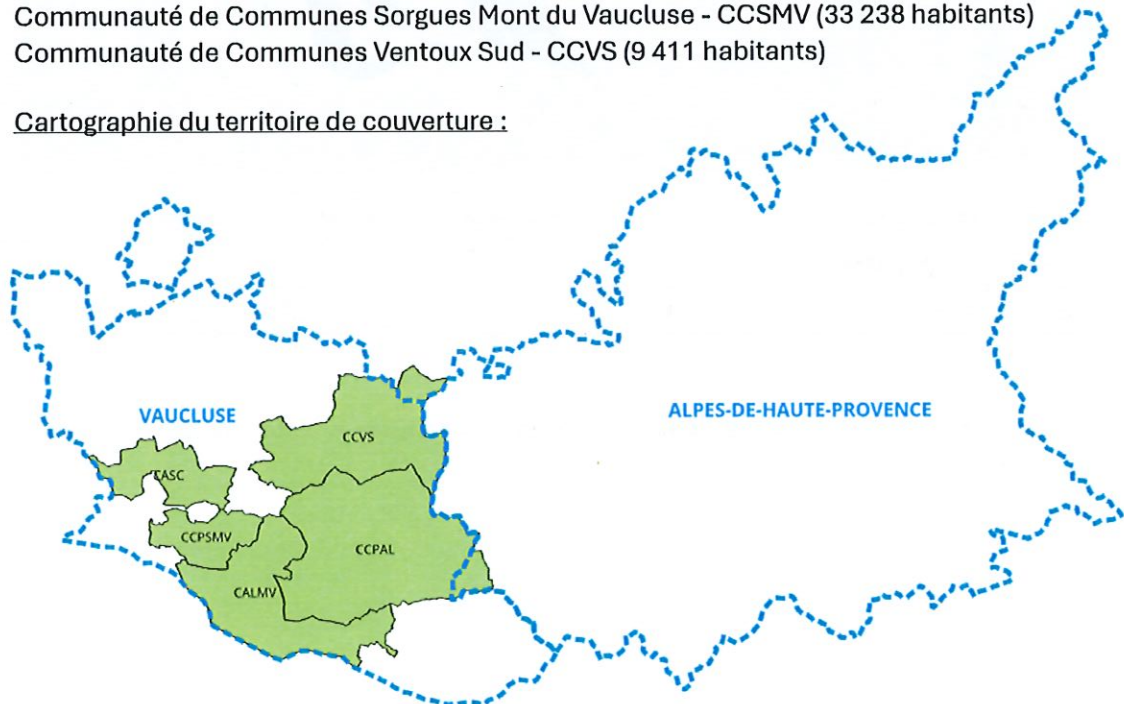 Communauté de Communes Sorgues Mont du Vaucluse - CCSMV (33 238 habitants)
Communauté de Communes Ventoux Sud - CCVS (9 411 habitants)
Cartographie du territoire de couverture :
VAUCLUSE
ALPES-DE-HAUTE-PROVENCE
CCVS
CASC
CCPSMV
CCPAL
CALMV